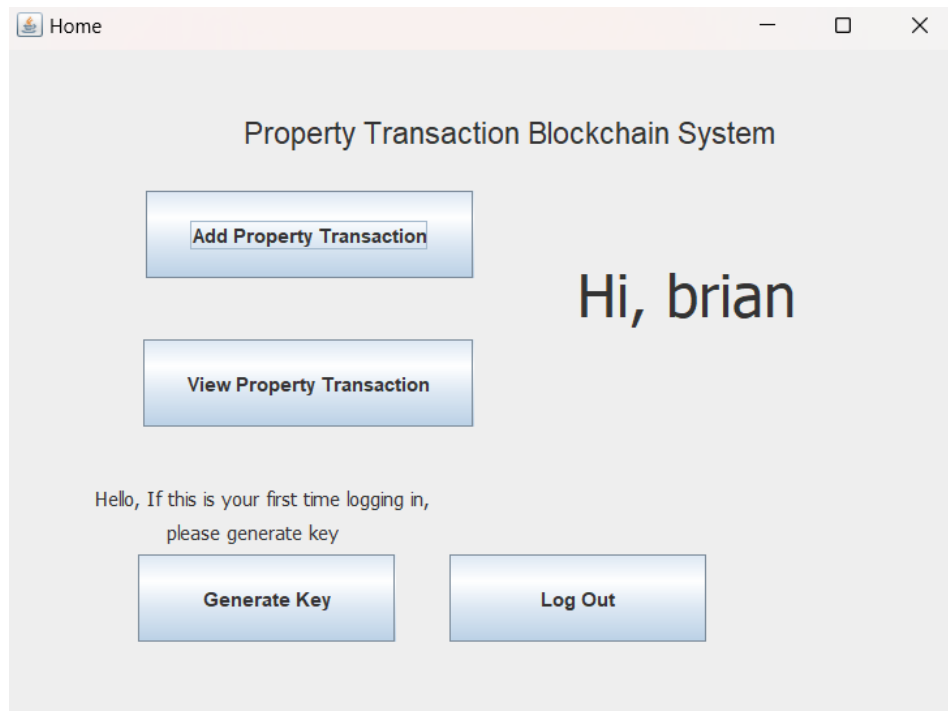 Home
Property Transaction Blockchain System
Add Property Transaction
Hi, brian
View Property Transaction
Hello, If this is your first time logging in,
please generate key
Generate Key
Log Out